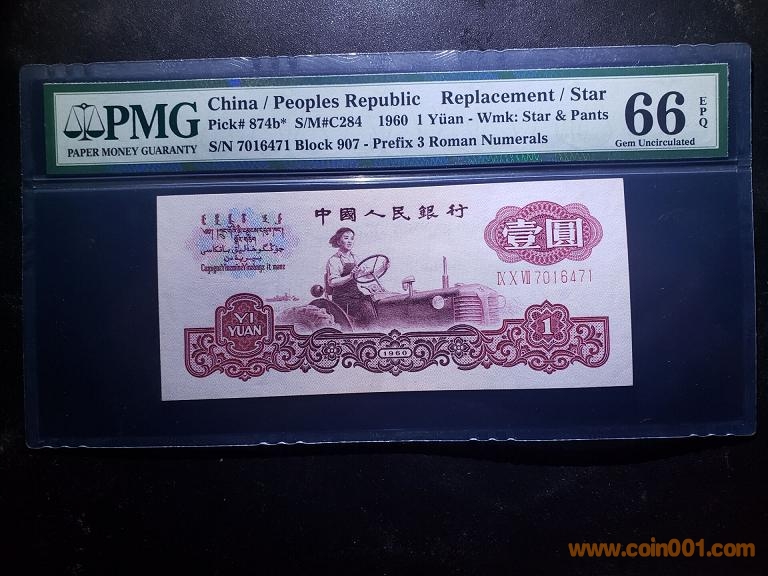 PMG
PAPER MONEY GUARANTY
China / Peoples Republic Replacement / Star
Pick# 874b* S/M#C284 1960 1 Yüan - Wmk: Star & Pants
S/N 7016471 Block 907 - Prefix 3 Roman Numerals
66 EPQ
Gem Uncirculated
中國人民銀行
壹圓
IX X VII 7016471
YI
YUAN
1960
1
www.coin001.com